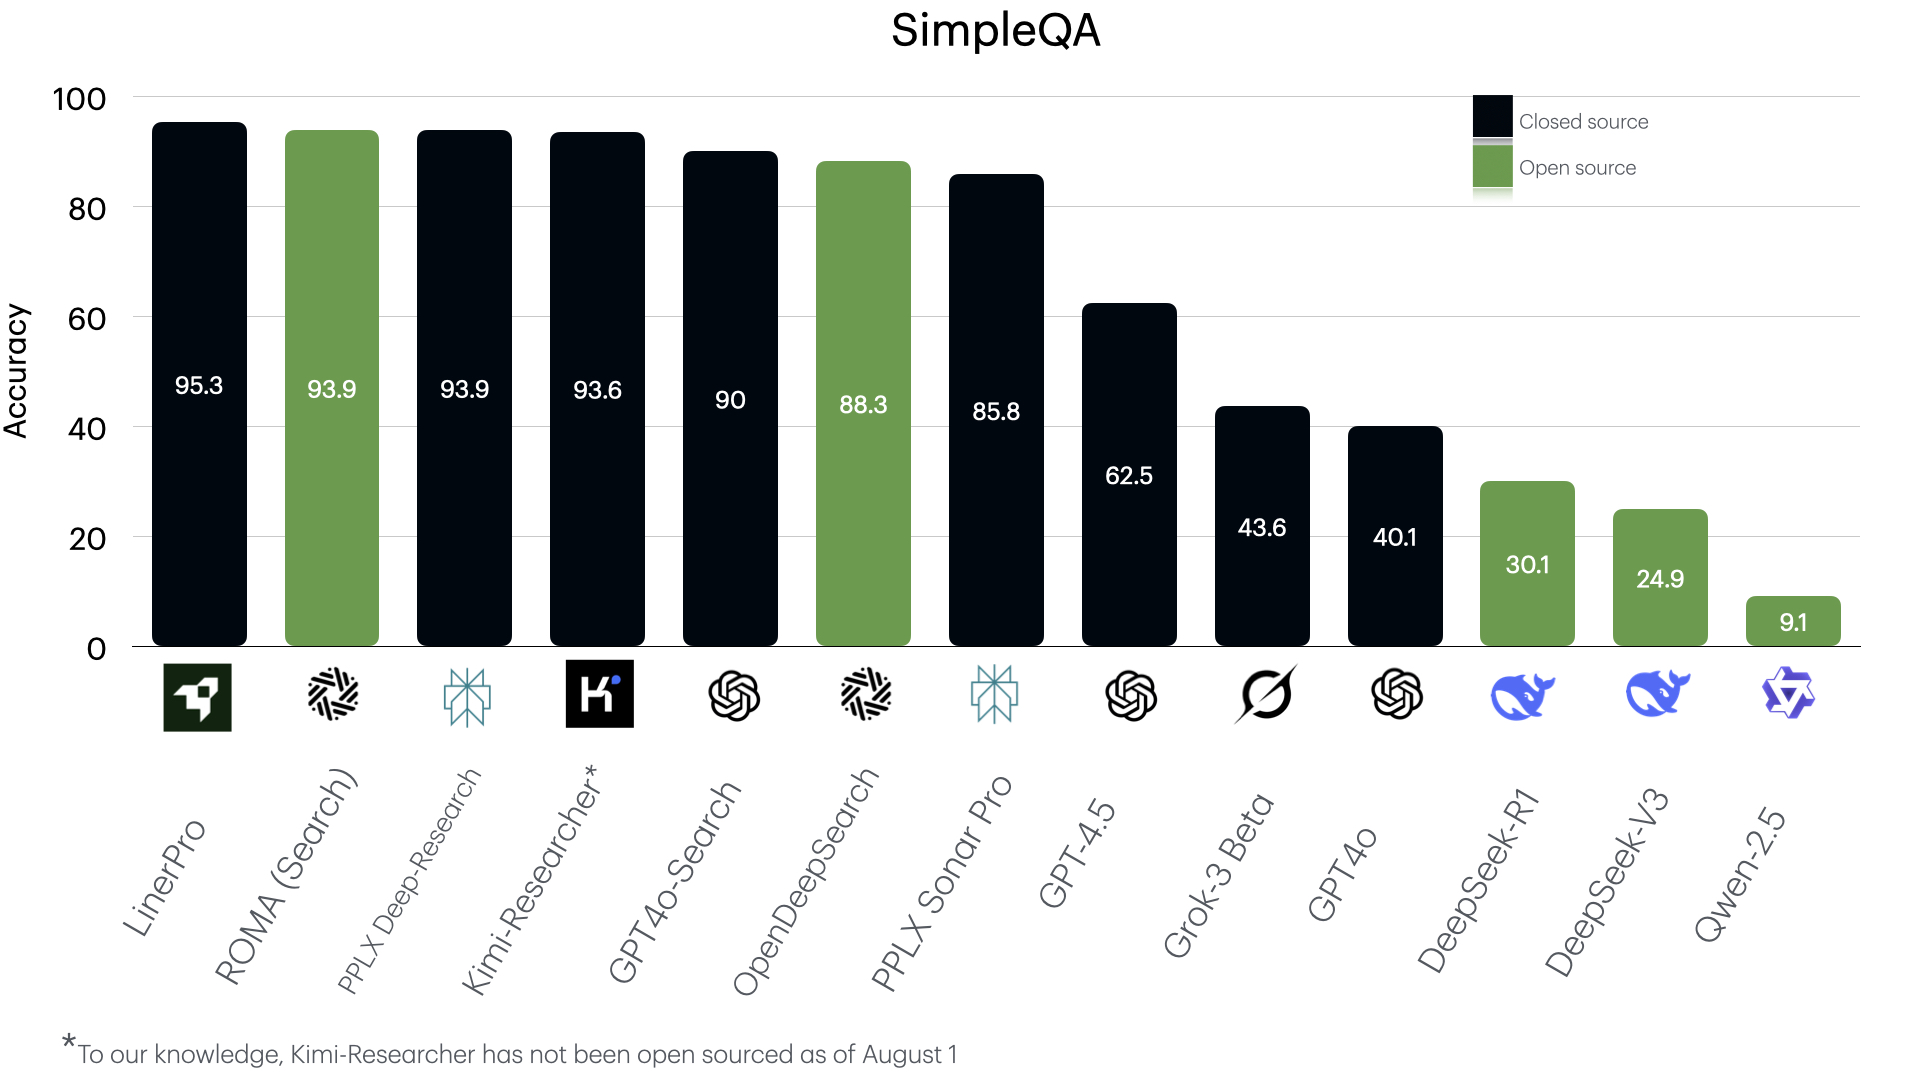 SimpleQA
Accuracy
100
80
60
40
20
0
Closed source
Open source
95.3
93.9
93.9
93.6
90
88.3
85.8
62.5
43.6
40.1
30.1
24.9
9.1
K
LinerPro
ROMA (Search)
PPLX Deep-Research
Kimi-Researcher*
GPT4o-Search
OpenDeepSearch
PPLX Sonar Pro
GPT-4.5
Grok-3 Beta
GPT4o
DeepSeek-R1
DeepSeek-V3
Qwen-2.5
*To our knowledge, Kimi-Researcher has not been open sourced as of August 1